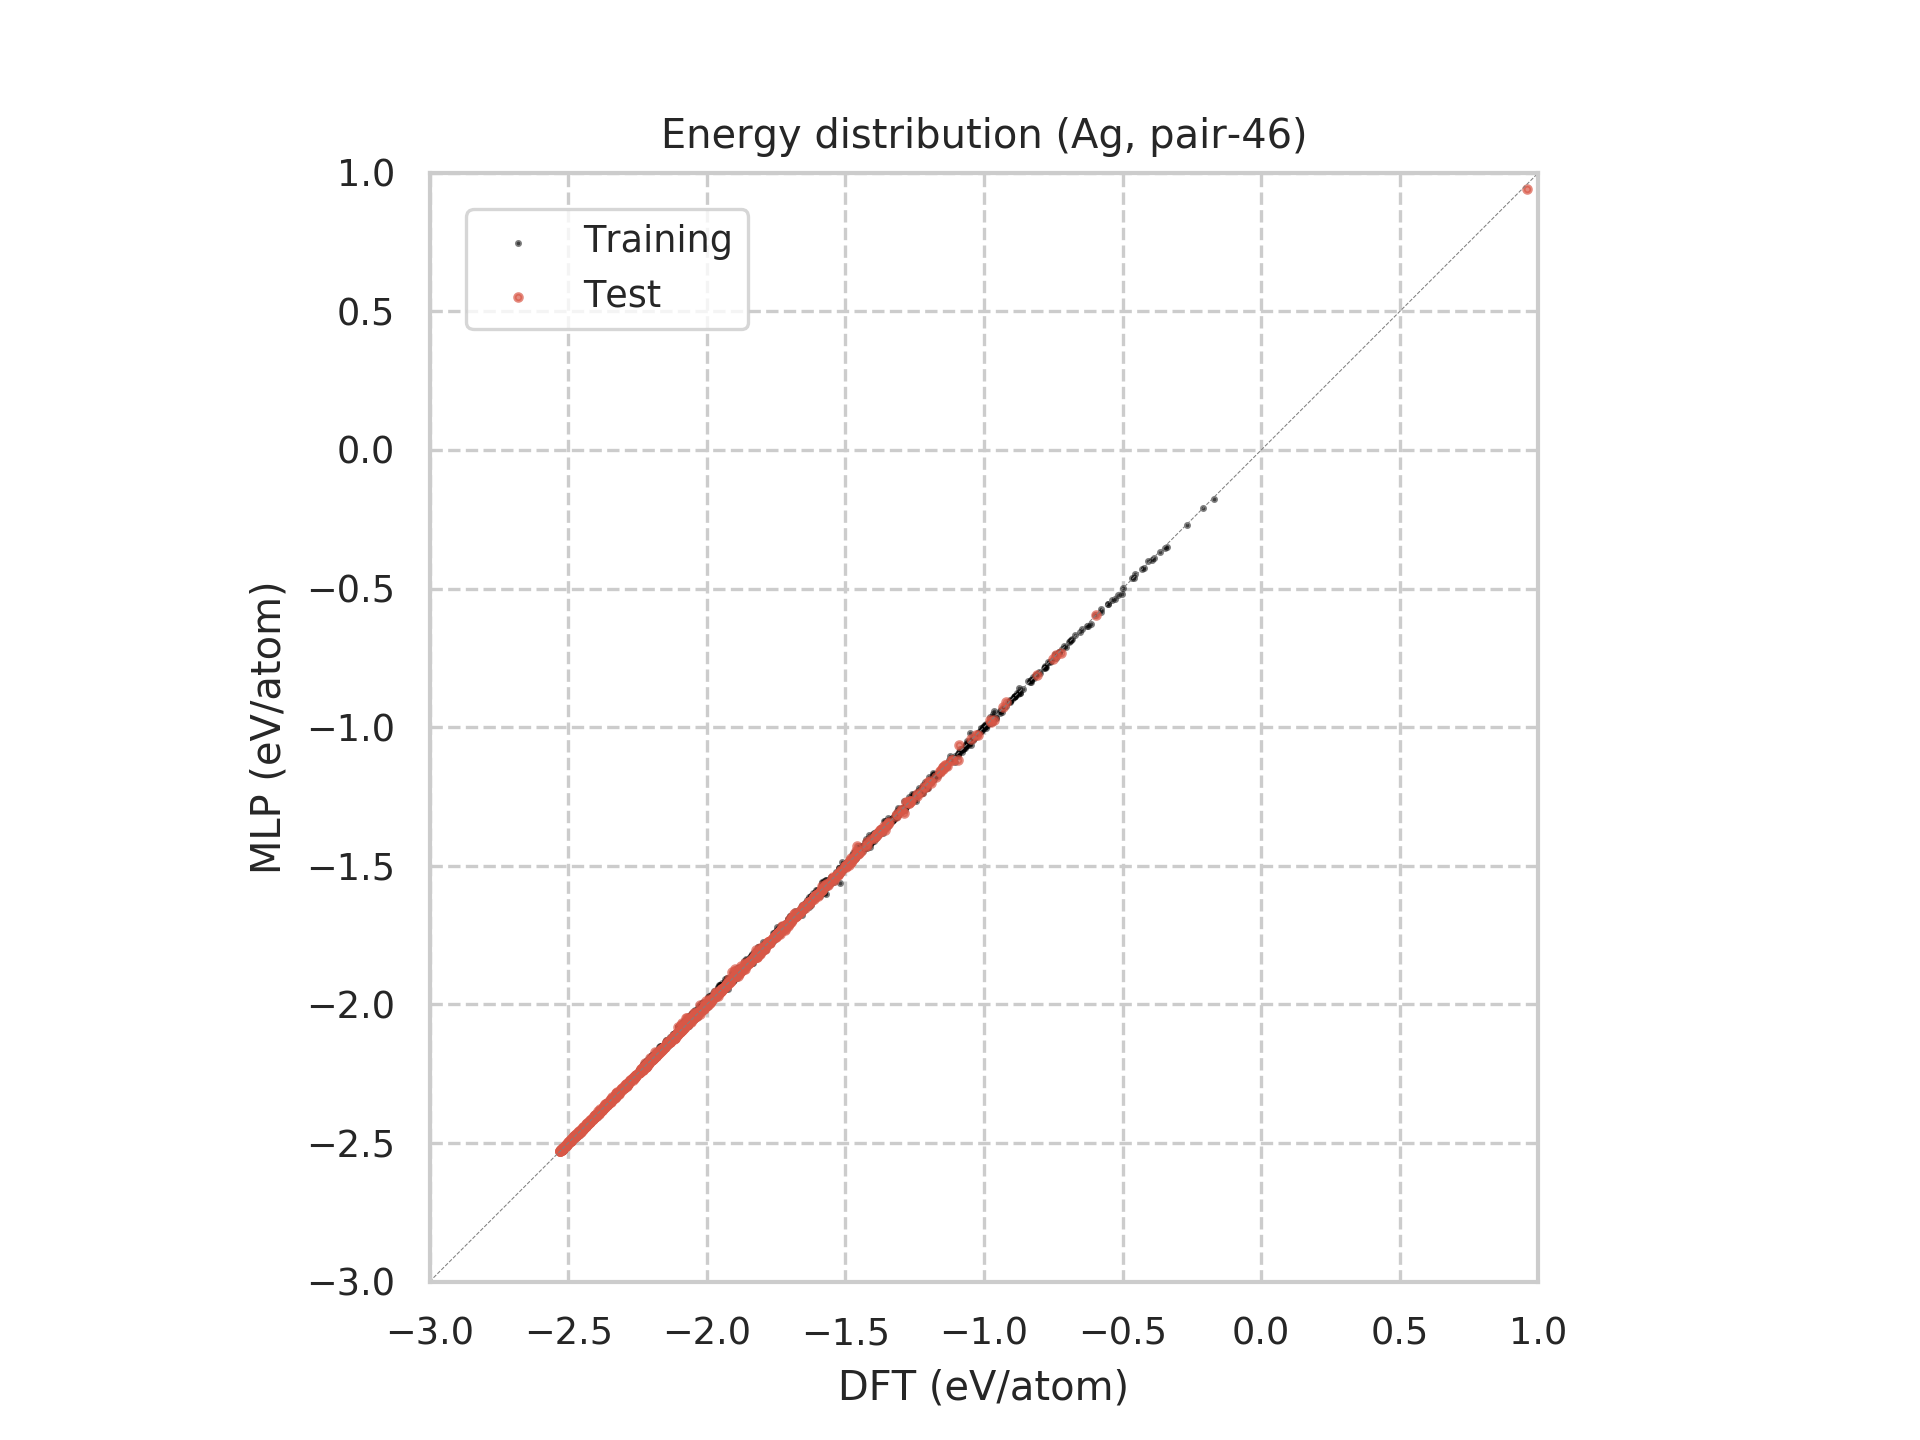 Energy distribution (Ag, pair-46)
1.0
0.5
0.0
−0.5
−1.0
−1.5
−2.0
−2.5
−3.0
MLP (eV/atom)
Training
Test
−3.0 −2.5 −2.0 −1.5 −1.0 −0.5 0.0 0.5 1.0
DFT (eV/atom)